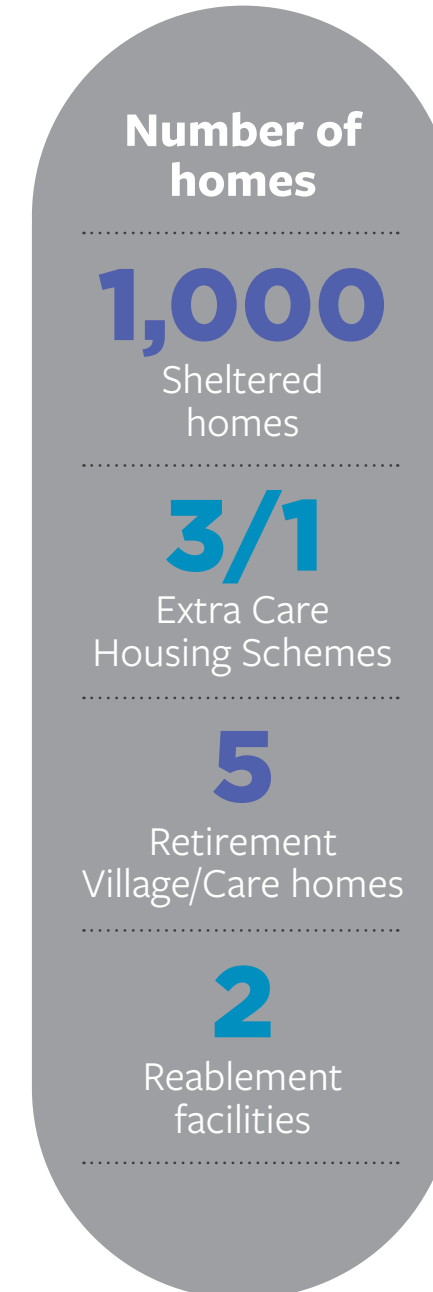 Number of
homes
1,000
Sheltered
homes
3/1
Extra Care
Housing Schemes
5
Retirement
Village/Care homes
2
Reablement
facilities